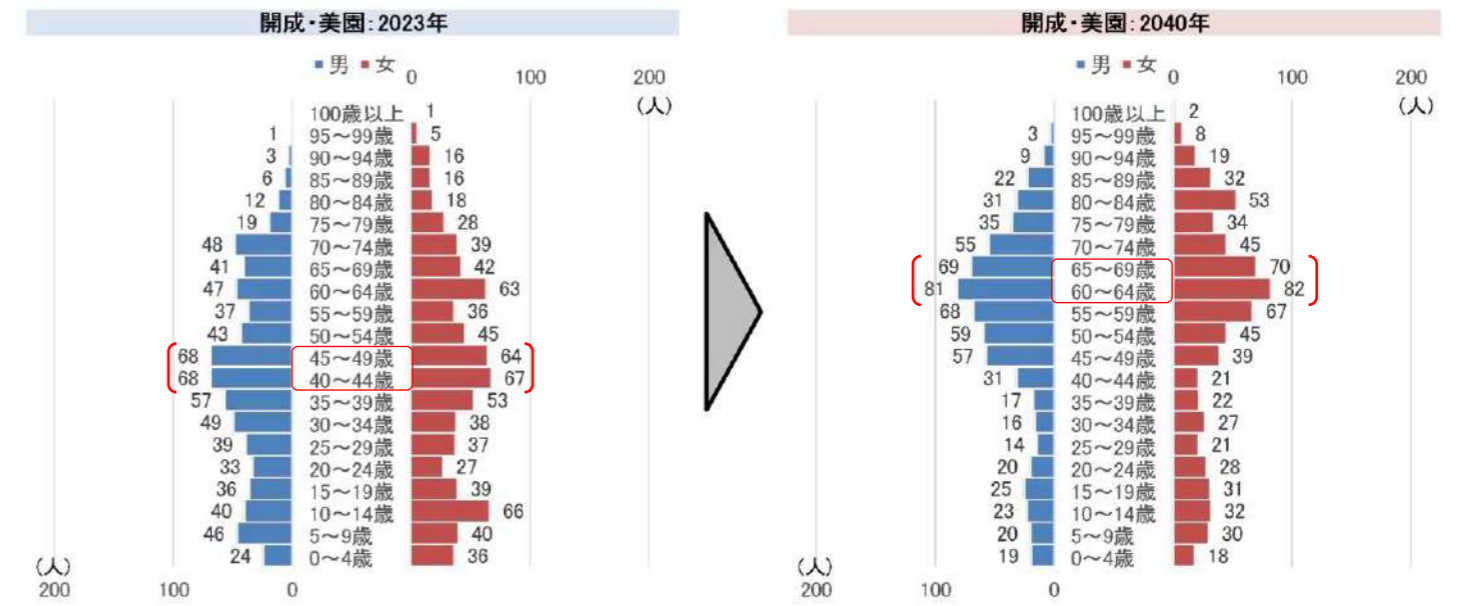 開成・美園:2023年
■男 ■女
0 100 200
(人)
100歳以上 1
1 95～99歳 5
3 90～94歳 16
6 85～89歳 16
12 80～84歳 18
19 75～79歳 28
48 70～74歳 39
41 65～69歳 42
47 60～64歳 63
37 55～59歳 36
43 50～54歳 45
68 45～49歳 64
68 40～44歳 67
57 35～39歳 53
49 30～34歳 38
39 25～29歳 37
33 20～24歳 27
36 15～19歳 39
40 10～14歳 66
46 5～9歳 40
24 0～4歳 36
(人)
200 100 0
開成・美園:2040年
■男 ■女
0 100 200
(人)
100歳以上 2
3 95～99歳 8
9 90～94歳 19
22 85～89歳 32
31 80～84歳 53
35 75～79歳 34
55 70～74歳 45
69 65～69歳 70
81 60～64歳 82
68 55～59歳 67
59 50～54歳 45
57 45～49歳 39
31 40～44歳 21
17 35～39歳 22
16 30～34歳 27
14 25～29歳 21
20 20～24歳 28
25 15～19歳 31
23 10～14歳 32
20 5～9歳 30
19 0～4歳 18
(人)
200 100 0